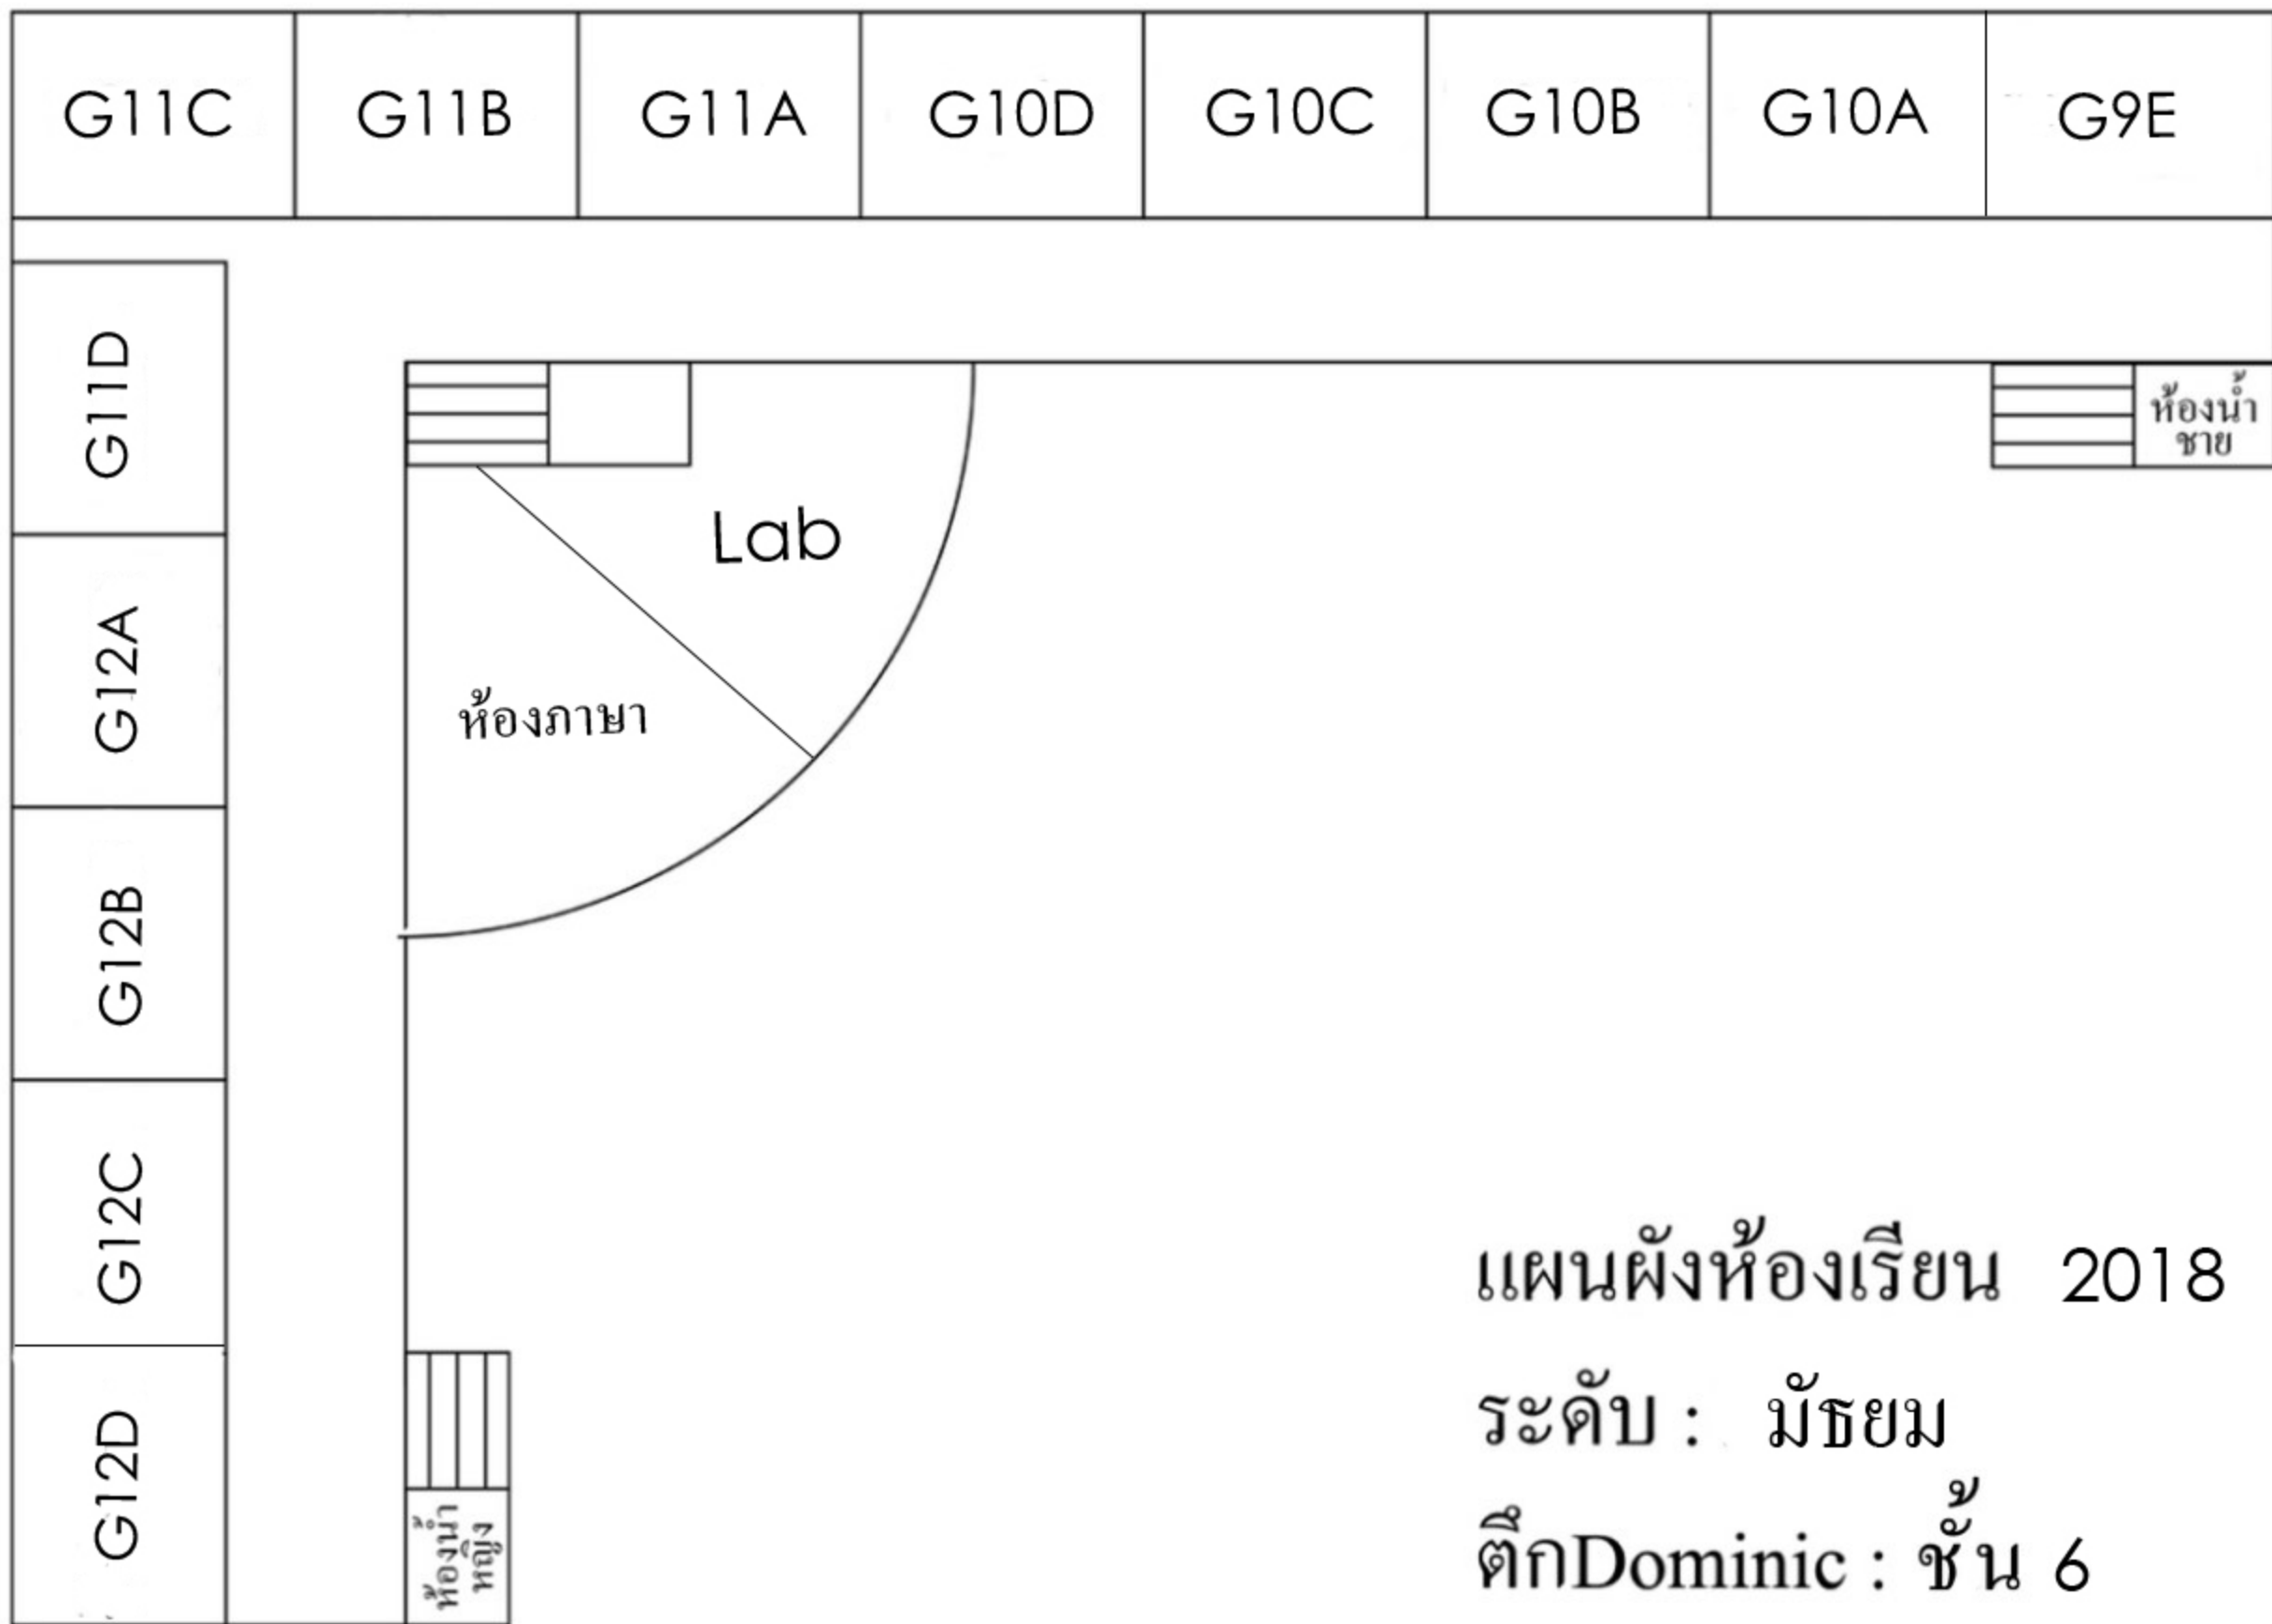 G11C G11B G11A G10D G10C G10B G10A G9E
G11D
G12A
G12B
G12C
G12D
Lab
ห้องภาษา
ห้องน้ำ
ชาย
ห้องน้ำ
หญิง
แผนผังห้องเรียน 2018
ระดับ : มัธยม
ตึกDominic : ชั้น 6